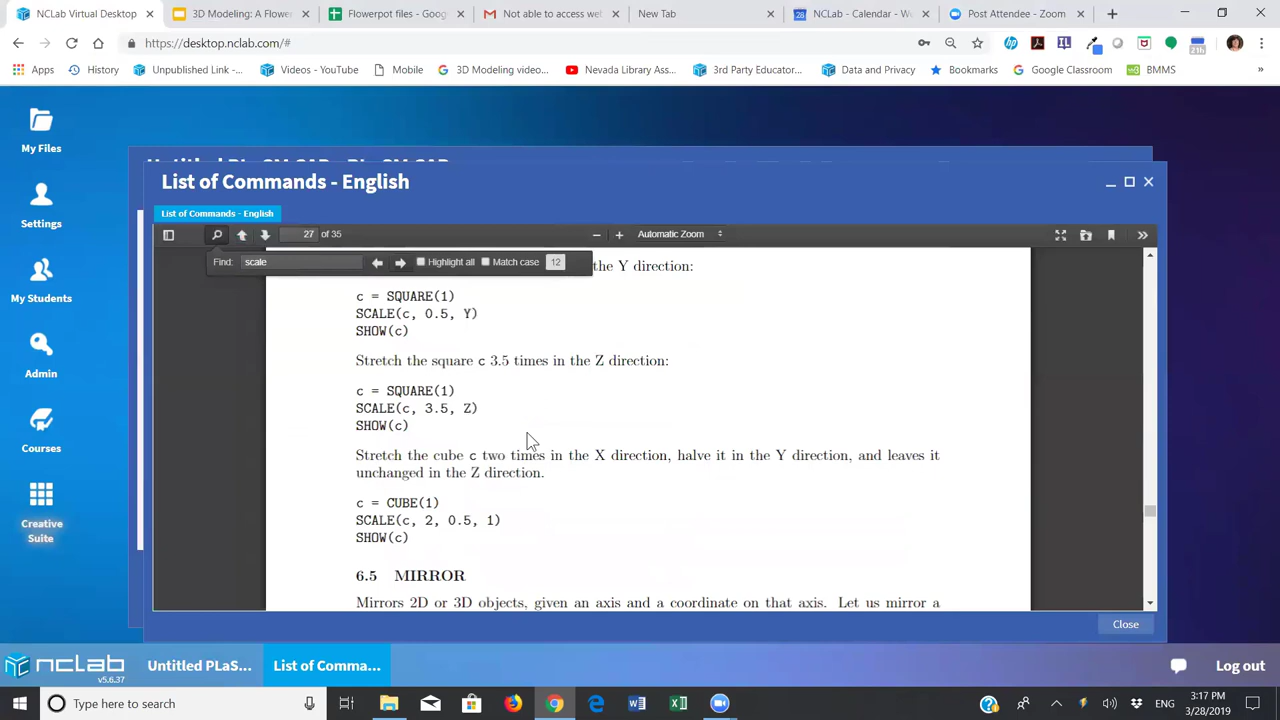 NCLab Virtual Desktop
3D Modeling: A Flowe
Flowerpot files - Goog
Not able to access wel
New Tab
NCLab - Calendar - We
Post Attendee - Zoom
https://desktop.nclab.com/#
21h
Apps
History
Unpublished Link -...
Videos - YouTube
Mobile
3D Modeling video...
Nevada Library Ass...
3rd Party Educator...
Data and Privacy
Bookmarks
Google Classroom
BMMS
My Files
Settings
My Students
Admin
Courses
Creative
Suite
List of Commands - English
List of Commands - English
27 of 35
Automatic Zoom
Find: scale
Highlight all
Match case
12
the Y direction:
c = SQUARE(1)
SCALE(c, 0.5, Y)
SHOW(c)
Stretch the square c 3.5 times in the Z direction:
c = SQUARE(1)
SCALE(c, 3.5, Z)
SHOW(c)
Stretch the cube c two times in the X direction, halve it in the Y direction, and leaves it
unchanged in the Z direction.
c = CUBE(1)
SCALE(c, 2, 0.5, 1)
SHOW(c)
6.5 MIRROR
Mirrors 2D or 3D objects, given an axis and a coordinate on that axis. Let us mirror a
Close
nclab
v5.6.37
Untitled PLaS...
List of Comma...
Log out
Type here to search
ENG
3:17 PM
3/28/2019